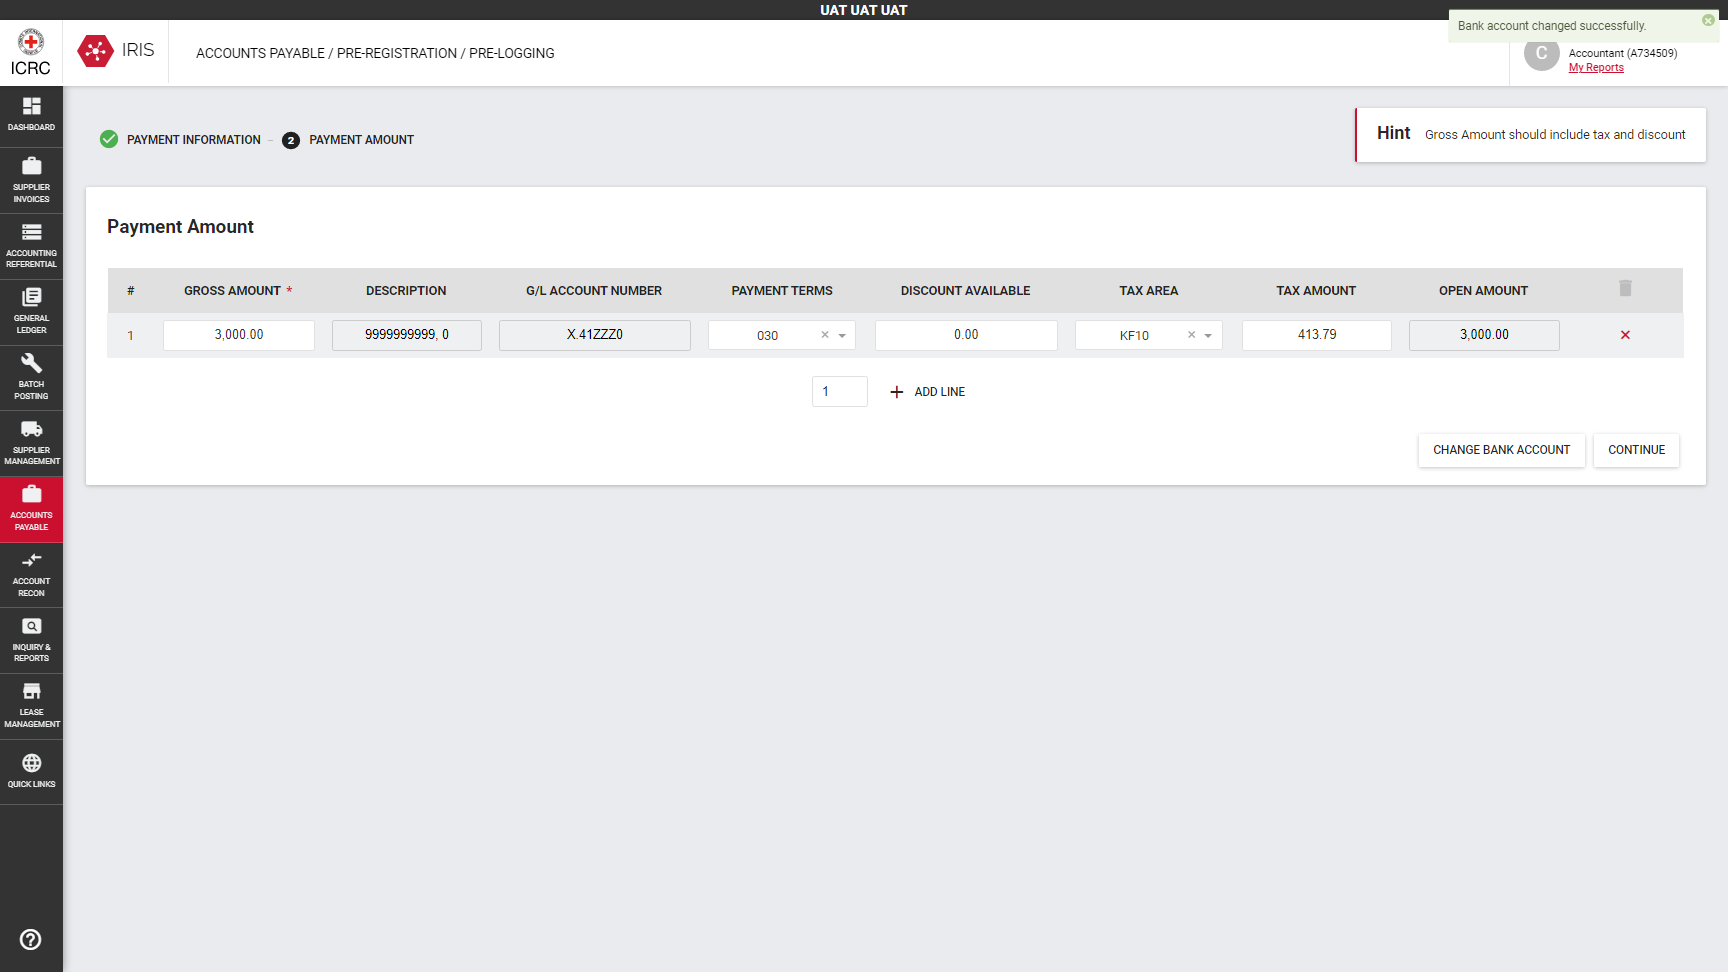 UAT UAT UAT
Bank account changed successfully.
ICRC
IRIS
ACCOUNTS PAYABLE / PRE-REGISTRATION / PRE-LOGGING
C
Accountant (A734509)
My Reports
DASHBOARD
SUPPLIER
INVOICES
ACCOUNTING
REFERENTIAL
GENERAL
LEDGER
BATCH
POSTING
SUPPLIER
MANAGEMENT
ACCOUNTS
PAYABLE
ACCOUNT
RECON
INQUIRY &
REPORTS
LEASE
MANAGEMENT
QUICK LINKS
PAYMENT INFORMATION – 2 PAYMENT AMOUNT
Hint Gross Amount should include tax and discount
Payment Amount
# GROSS AMOUNT * DESCRIPTION G/L ACCOUNT NUMBER PAYMENT TERMS DISCOUNT AVAILABLE TAX AREA TAX AMOUNT OPEN AMOUNT
1 3,000.00 9999999999, 0 X.41ZZZ0 030 0.00 KF10 413.79 3,000.00
1 + ADD LINE
CHANGE BANK ACCOUNT CONTINUE